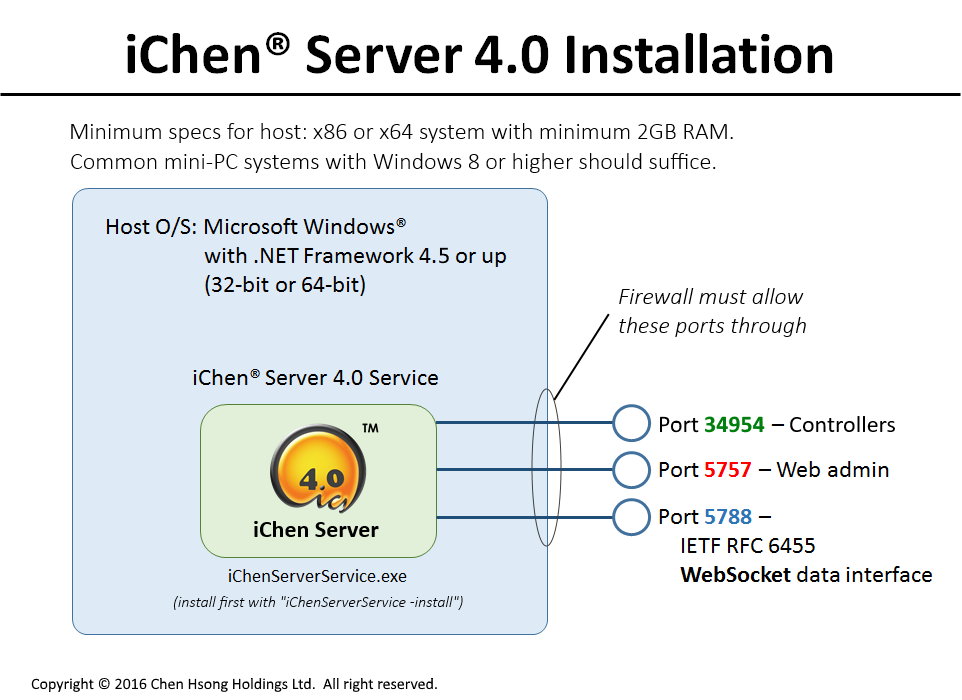 iChen® Server 4.0 Installation
Minimum specs for host: x86 or x64 system with minimum 2GB RAM.
Common mini-PC systems with Windows 8 or higher should suffice.
Host O/S: Microsoft Windows®
with .NET Framework 4.5 or up
(32-bit or 64-bit)
Firewall must allow
these ports through
iChen® Server 4.0 Service
TM
4.0
iChen Server
Port 34954 – Controllers
Port 5757 – Web admin
Port 5788 –
IETF RFC 6455
WebSocket data interface
iChenServerService.exe
(install first with "iChenServerService -install")
Copyright © 2016 Chen Hsong Holdings Ltd. All right reserved.